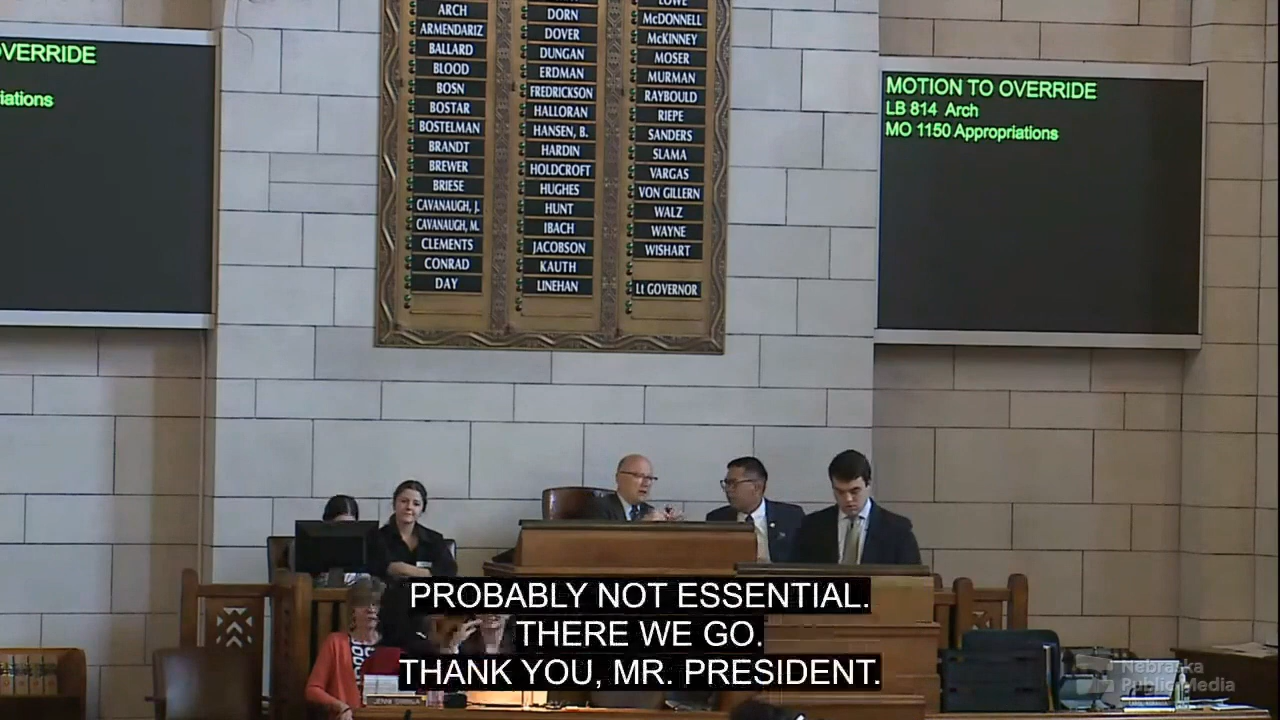 OVERRIDE
iations
ARCH
ARMENDARIZ
BALLARD
BLOOD
BOSN
BOSTAR
BOSTELMAN
BRANDT
BREWER
BRIESE
CAVANAUGH, J.
CAVANAUGH, M.
CLEMENTS
CONRAD
DAY
DORN
DOVER
DUNGAN
ERDMAN
FREDRICKSON
HALLORAN
HANSEN, B.
HARDIN
HOLDCROFT
HUGHES
HUNT
IBACH
JACOBSON
KAUTH
LINEHAN
LOWE
McDONNELL
McKINNEY
MOSER
MURMAN
RAYBOULD
RIEPE
SANDERS
SLAMA
VARGAS
VON GILLERN
WALZ
WAYNE
WISHART
Lt GOVERNOR
MOTION TO OVERRIDE
LB 814 Arch
MO 1150 Appropriations
PROBABLY NOT ESSENTIAL.
THERE WE GO.
THANK YOU, MR. PRESIDENT.
Nebraska
Public Media